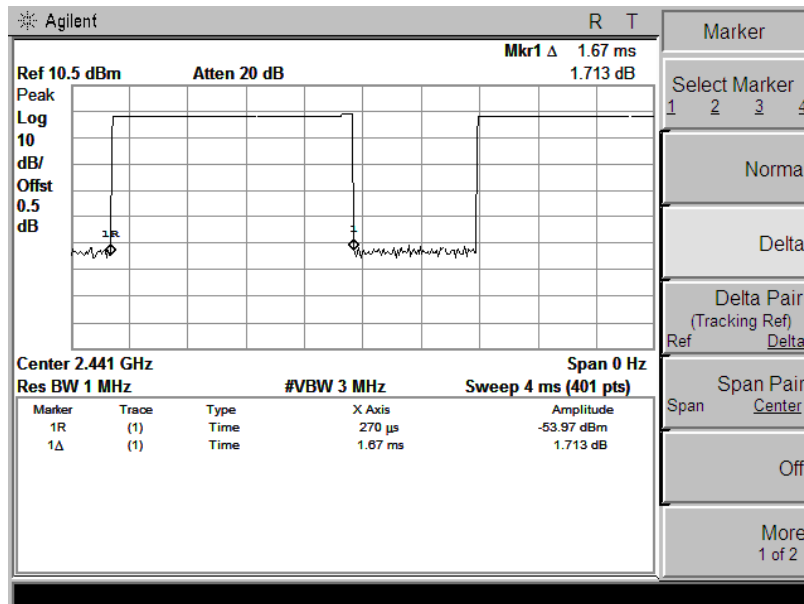 Agilent R T
Mkr1 Δ 1.67 ms
Ref 10.5 dBm Atten 20 dB 1.713 dB
Peak
Log
10
dB/
Offst
0.5
dB
1R
1
Center 2.441 GHz Span 0 Hz
Res BW 1 MHz #VBW 3 MHz Sweep 4 ms (401 pts)
Marker Trace Type X Axis Amplitude
1R (1) Time 270 µs -53.97 dBm
1Δ (1) Time 1.67 ms 1.713 dB
Marker
Select Marker
1 2 3 4
Norma
Delta
Delta Pair
(Tracking Ref)
Ref Delta
Span Pair
Span Center
Off
More
1 of 2